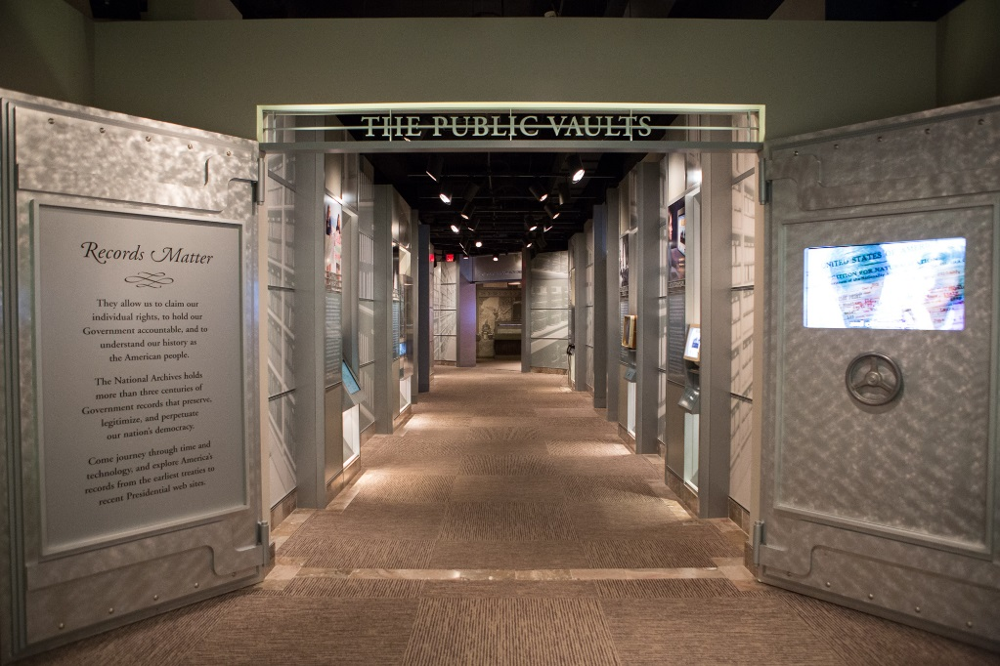 THE PUBLIC VAULTS
Records Matter
They allow us to claim our
individual rights, to hold our
Government accountable, and to
understand our history as
the American people.
The National Archives holds
more than three centuries of
Government records that preserve,
legitimize, and perpetuate
our nation's democracy.
Come journey through time and
technology, and explore America's
records from the earliest treaties to
recent Presidential web sites.
UNITED STATES